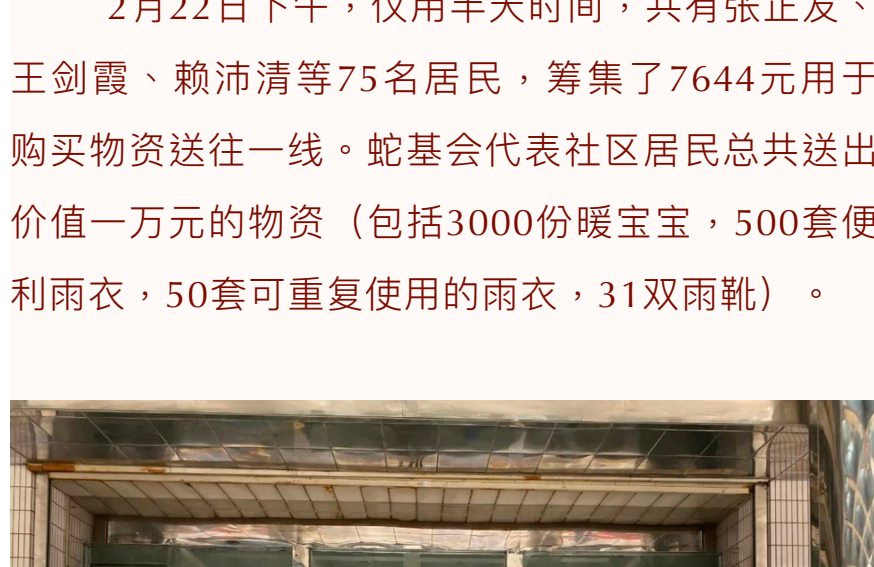 2月22日下午，仅用半天时间，共有张正发、
王剑霞、赖沛清等75名居民，筹集了7644元用于
购买物资送往一线。蛇基会代表社区居民总共送出
价值一万元的物资（包括3000份暖宝宝，500套便
利雨衣，50套可重复使用的雨衣，31双雨靴）。